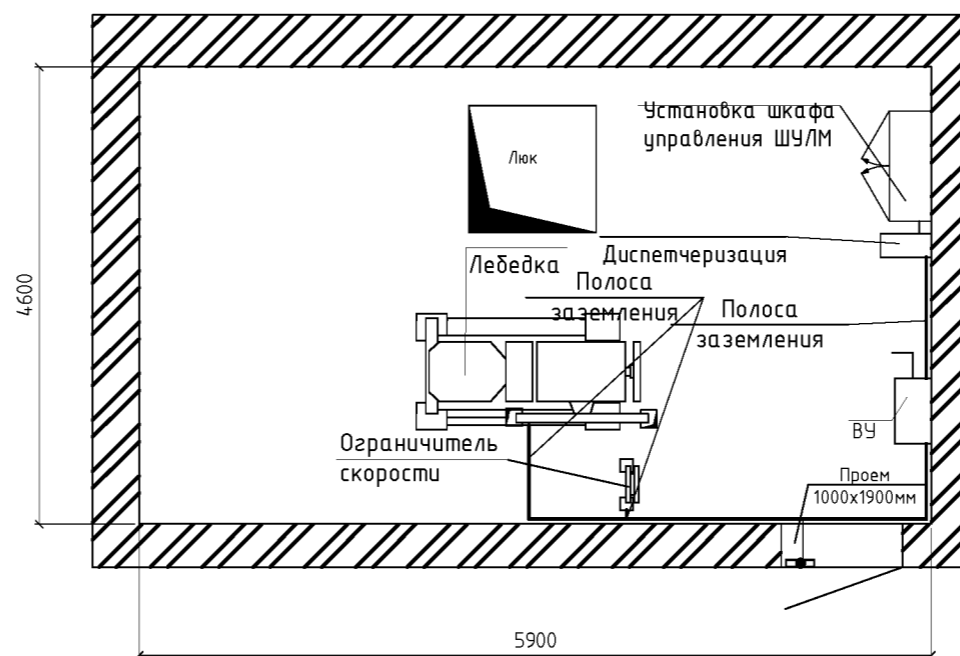 Установка шкафа
управления ШУЛМ
Люк
Диспетчеризация
Лебедка
Полоса
заземления
Полоса
заземления
4600
ВУ
Ограничитель
скорости
Проем
1000х1900мм
5900